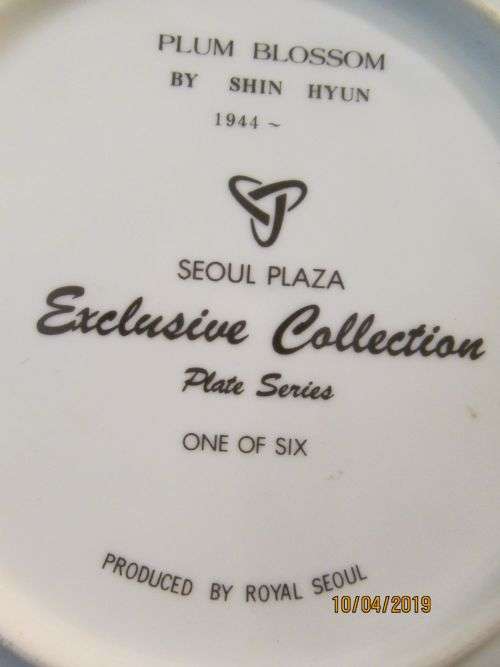 PLUM BLOSSOM
BY SHIN HYUN
1944 ~
SEOUL PLAZA
Exclusive Collection
Plate Series
ONE OF SIX
PRODUCED BY ROYAL SEOUL
10/04/2019